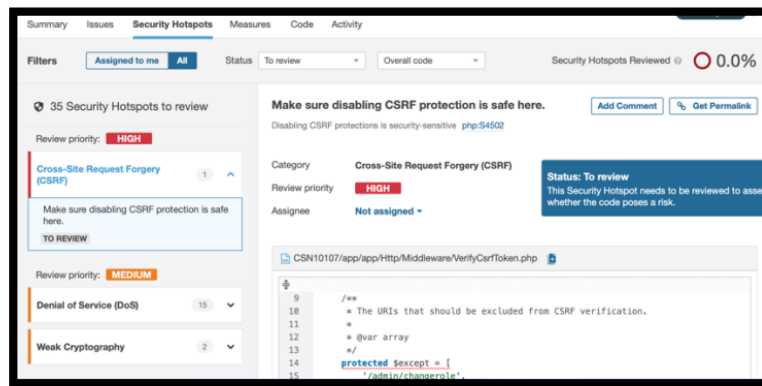 Summary Issues Security Hotspots Measures Code Activity
Filters Assigned to me All Status To review Overall code Security Hotspots Reviewed 0.0%
35 Security Hotspots to review
Review priority: HIGH
Cross-Site Request Forgery (CSRF) 1
Make sure disabling CSRF protection is safe here.
TO REVIEW
Review priority: MEDIUM
Denial of Service (DoS) 15
Weak Cryptography 2
Make sure disabling CSRF protection is safe here.
Add Comment Get Permalink
Disabling CSRF protections is security-sensitive php:S4502
Category Cross-Site Request Forgery (CSRF)
Review priority HIGH
Assignee Not assigned
Status: To review
This Security Hotspot needs to be reviewed to asse
whether the code poses a risk.
CSN10107/app/app/Http/Middleware/VerifyCsrfToken.php
9 /**
10 * The URIs that should be excluded from CSRF verification.
11 *
12 * @var array
13 */
14 protected $except = [
15 '/admin/changerole',